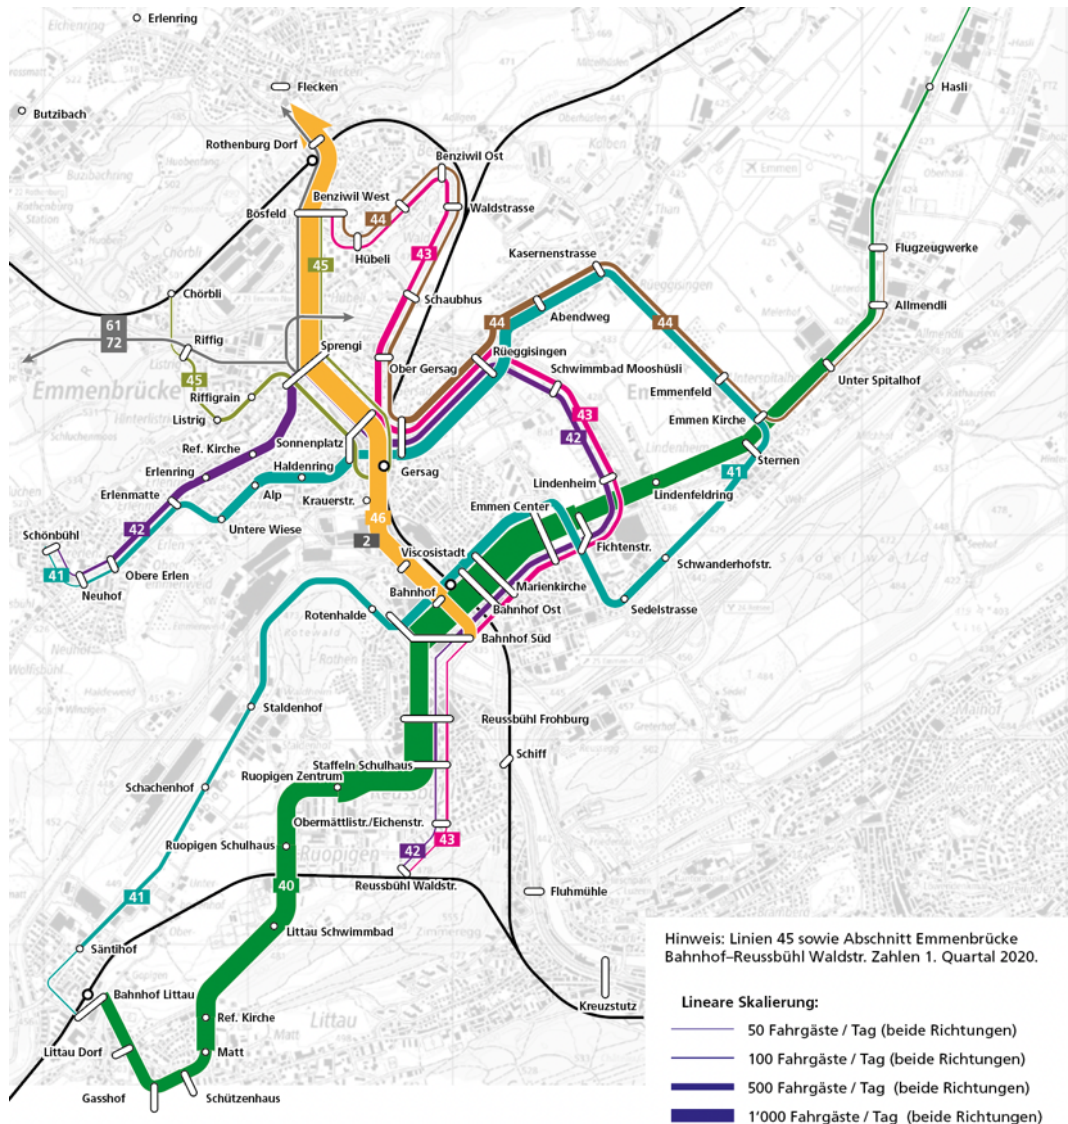 Erlenring
Flecken
Hasli
Butzibach
Rothenburg Dorf
Benziwil Ost
Benziwil West
44
Waldstrasse
Bösfeld
Hübeli
43
45
Kasernenstrasse
Flugzeugwerke
Chörbli
Schaubhus
Abendweg
Allmendli
61
72
Riffig
44
44
Sprengi
Rüeggisingen
Ober Gersag
Schwimmbad Mooshüsli
Unter Spitalhof
45
Riffigrain
Emmenfeld
Emmenbrücke
Listrig
43
42
Emmen Kirche
Ref. Kirche
Sonnenplatz
Sternen
Erlenring
Haldenring
Gersag
41
Alp
Lindenheim
Lindenfeldring
Erlenmatte
Krauerstr.
Emmen Center
46
42
Untere Wiese
2
Schönbühl
Viscosistadt
Fichtenstr.
41
Obere Erlen
Schwanderhofstr.
Neuhof
Bahnhof
Marienkirche
Sedelstrasse
Rotenhalde
Bahnhof Ost
Bahnhof Süd
Staldenhof
Reussbühl Frohburg
Schiff
Staffeln Schulhaus
Ruopigen Zentrum
Schachenhof
Obermättlistr./Eichenstr.
43
Ruopigen Schulhaus
42
Ruopigen
Reussbühl Waldstr.
40
41
Fluhmühle
Littau Schwimmbad
Säntihof
Bahnhof Littau
Kreuzstutz
Ref. Kirche
Littau
Matt
Littau Dorf
Matt
Gasshof
Schützenhaus
Hinweis: Linien 45 sowie Abschnitt Emmenbrücke
Bahnhof–Reussbühl Waldstr. Zahlen 1. Quartal 2020.
Lineare Skalierung:
50 Fahrgäste / Tag (beide Richtungen)
100 Fahrgäste / Tag (beide Richtungen)
500 Fahrgäste / Tag (beide Richtungen)
1'000 Fahrgäste / Tag (beide Richtungen)